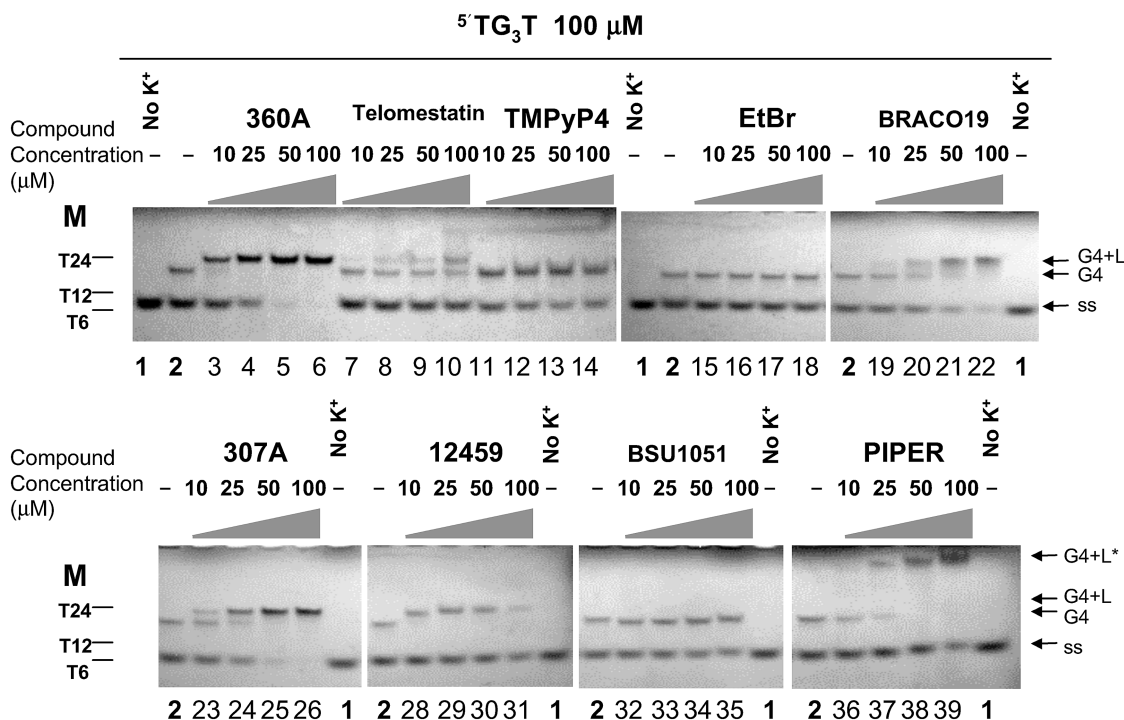 5´TG3T 100 μM
No K+ No K+ No K+
360A Telomestatin TMPyP4 EtBr BRACO19
Compound
Concentration – – 10 25 50 100 10 25 50 100 10 25 50 100 – – 10 25 50 100 – 10 25 50 100 –
(μM)
M
T24 G4+L
G4
T12 ss
T6
1 2 3 4 5 6 7 8 9 10 11 12 13 14 1 2 15 16 17 18 2 19 20 21 22 1
No K+ No K+ No K+ No K+
307A 12459 BSU1051 PIPER
Compound
Concentration – 10 25 50 100 – – 10 25 50 100 – – 10 25 50 100 – – 10 25 50 100 –
(μM)
G4+L*
M
G4+L
T24 G4
T12 ss
T6
2 23 24 25 26 1 2 28 29 30 31 1 2 32 33 34 35 1 2 36 37 38 39 1